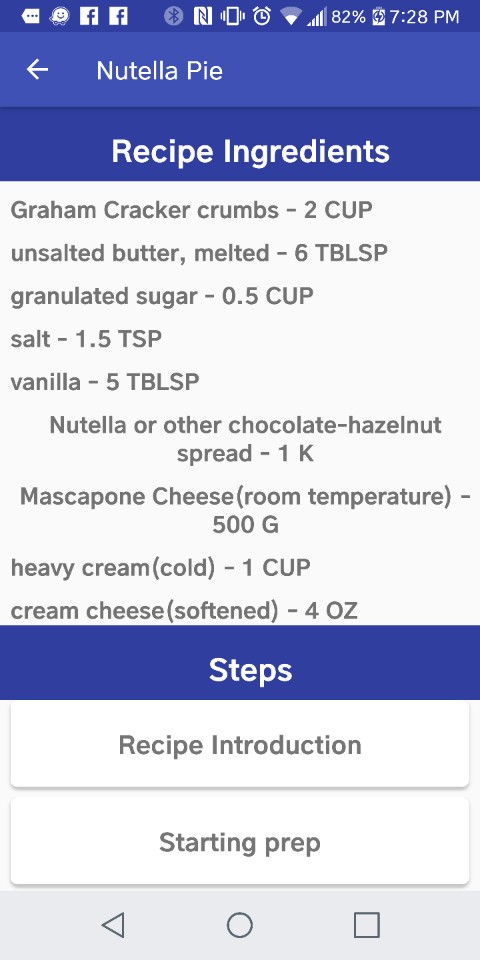 82% 7:28 PM
Nutella Pie
Recipe Ingredients
Graham Cracker crumbs - 2 CUP
unsalted butter, melted - 6 TBLSP
granulated sugar - 0.5 CUP
salt - 1.5 TSP
vanilla - 5 TBLSP
Nutella or other chocolate-hazelnut
spread - 1 K
Mascapone Cheese(room temperature) -
500 G
heavy cream(cold) - 1 CUP
cream cheese(softened) - 4 OZ
Steps
Recipe Introduction
Starting prep